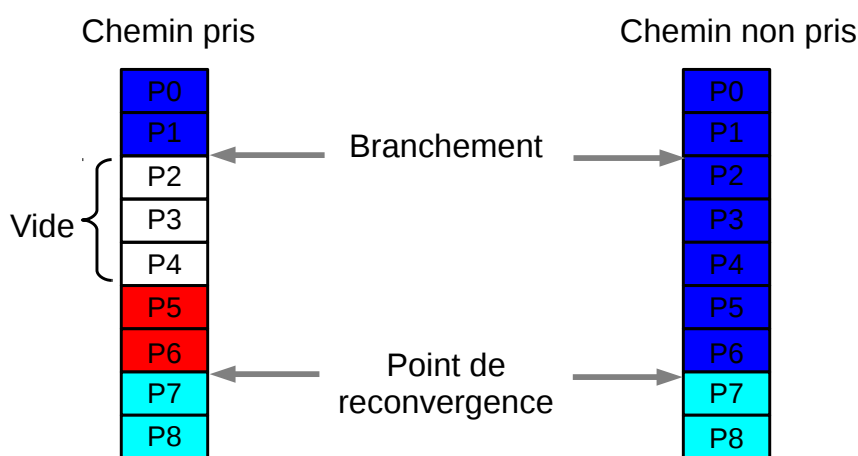 Chemin pris
Chemin non pris
P0
P1
P2
P3
P4
P5
P6
P7
P8
Vide
Branchement
Point de
reconvergence
P0
P1
P2
P3
P4
P5
P6
P7
P8